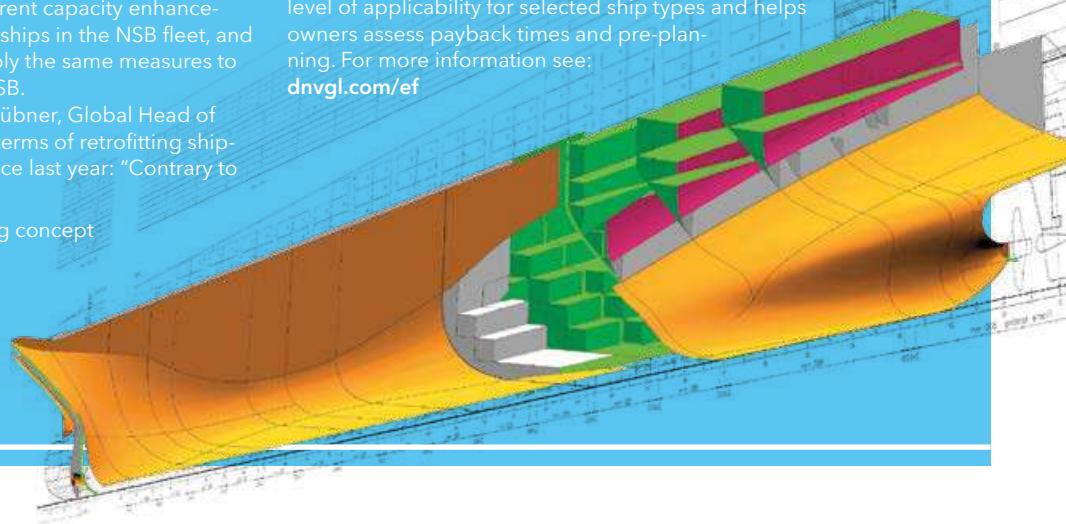 rent capacity enhance-
ships in the NSB fleet, and
ply the same measures to
SB.
übner, Global Head of
erms of retrofitting ship-
ce last year: “Contrary to
g concept
level of applicability for selected ship types and helps
owners assess payback times and pre-plan-
ning. For more information see:
dnvgl.com/ef